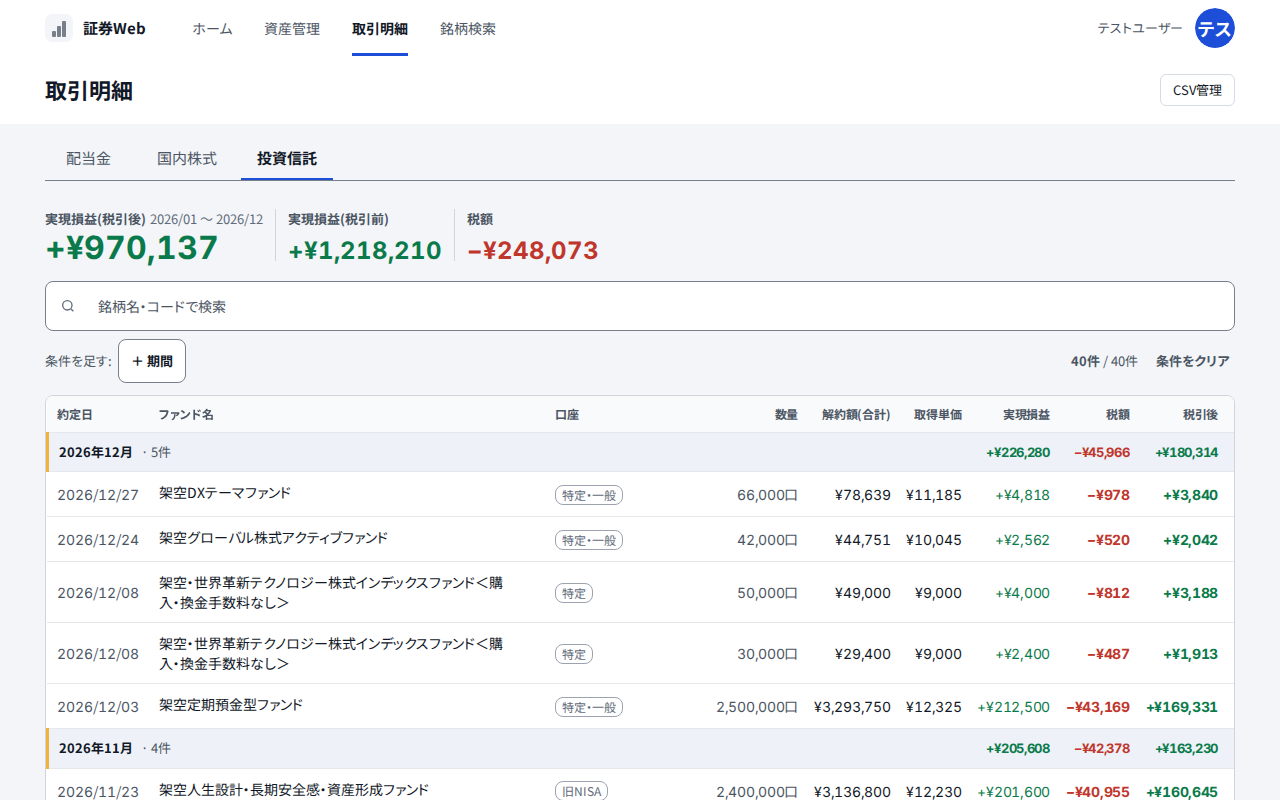 証券Web ホーム 資産管理 取引明細 銘柄検索 テストユーザー テス
取引明細 CSV管理
配当金 国内株式 投資信託
実現損益(税引後) 2026/01 〜 2026/12 実現損益(税引前) 税額
+¥970,137 +¥1,218,210 −¥248,073
銘柄名・コードで検索
条件を足す: + 期間 40件 / 40件 条件をクリア
約定日 ファンド名 口座 数量 解約額(合計) 取得単価 実現損益 税額 税引後
2026年12月 · 5件 +¥226,280 −¥45,966 +¥180,314
2026/12/27 架空DXテーマファンド 特定・一般 66,000口 ¥78,639 ¥11,185 +¥4,818 −¥978 +¥3,840
2026/12/24 架空グローバル株式アクティブファンド 特定・一般 42,000口 ¥44,751 ¥10,045 +¥2,562 −¥520 +¥2,042
2026/12/08 架空・世界革新テクノロジー株式インデックスファンド＜購 特定 50,000口 ¥49,000 ¥9,000 +¥4,000 −¥812 +¥3,188
入・換金手数料なし＞
2026/12/08 架空・世界革新テクノロジー株式インデックスファンド＜購 特定 30,000口 ¥29,400 ¥9,000 +¥2,400 −¥487 +¥1,913
入・換金手数料なし＞
2026/12/03 架空定期預金型ファンド 特定・一般 2,500,000口 ¥3,293,750 ¥12,325 +¥212,500 −¥43,169 +¥169,331
2026年11月 · 4件 +¥205,608 −¥42,378 +¥163,230
2026/11/23 架空人生設計・長期安全感・資産形成ファンド 旧NISA 2,400,000口 ¥3,136,800 ¥12,230 +¥201,600 −¥40,955 +¥160,645